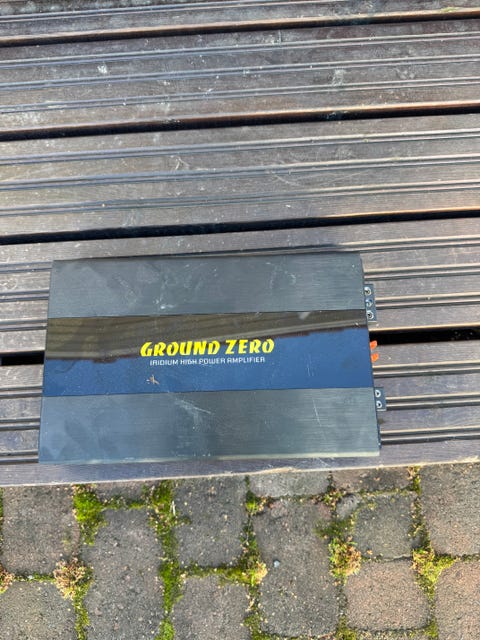 GROUND ZERO
IRIDIUM HIGH POWER AMPLIFIER